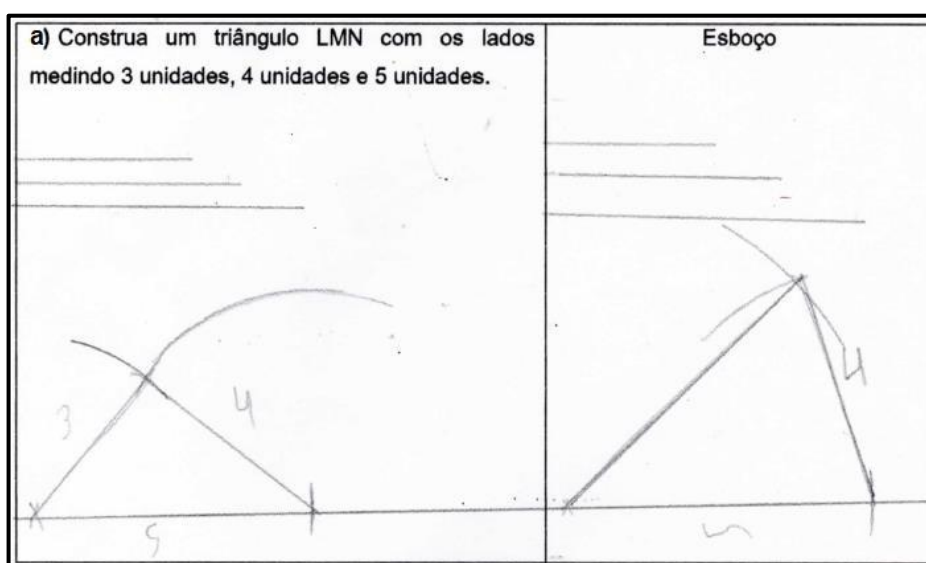 a) Construa um triângulo LMN com os lados
medindo 3 unidades, 4 unidades e 5 unidades.
Esboço
3
4
5
4
5